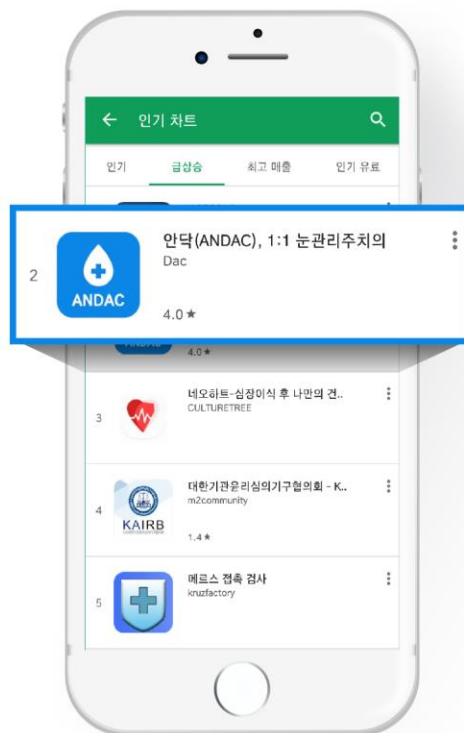 인기 차트
인기 급상승 최고 매출 인기 유료
2
ANDAC
안닥(ANDAC), 1:1 눈관리주치의
Dac
4.0★
4.0★
3
네오하트-심장이식 후 나만의 건..
CULTURETREE
4
KAIRB
대한기관윤리심의기구협의회 - K..
m2community
1.4★
5
메르스 접촉 검사
kruzfactory